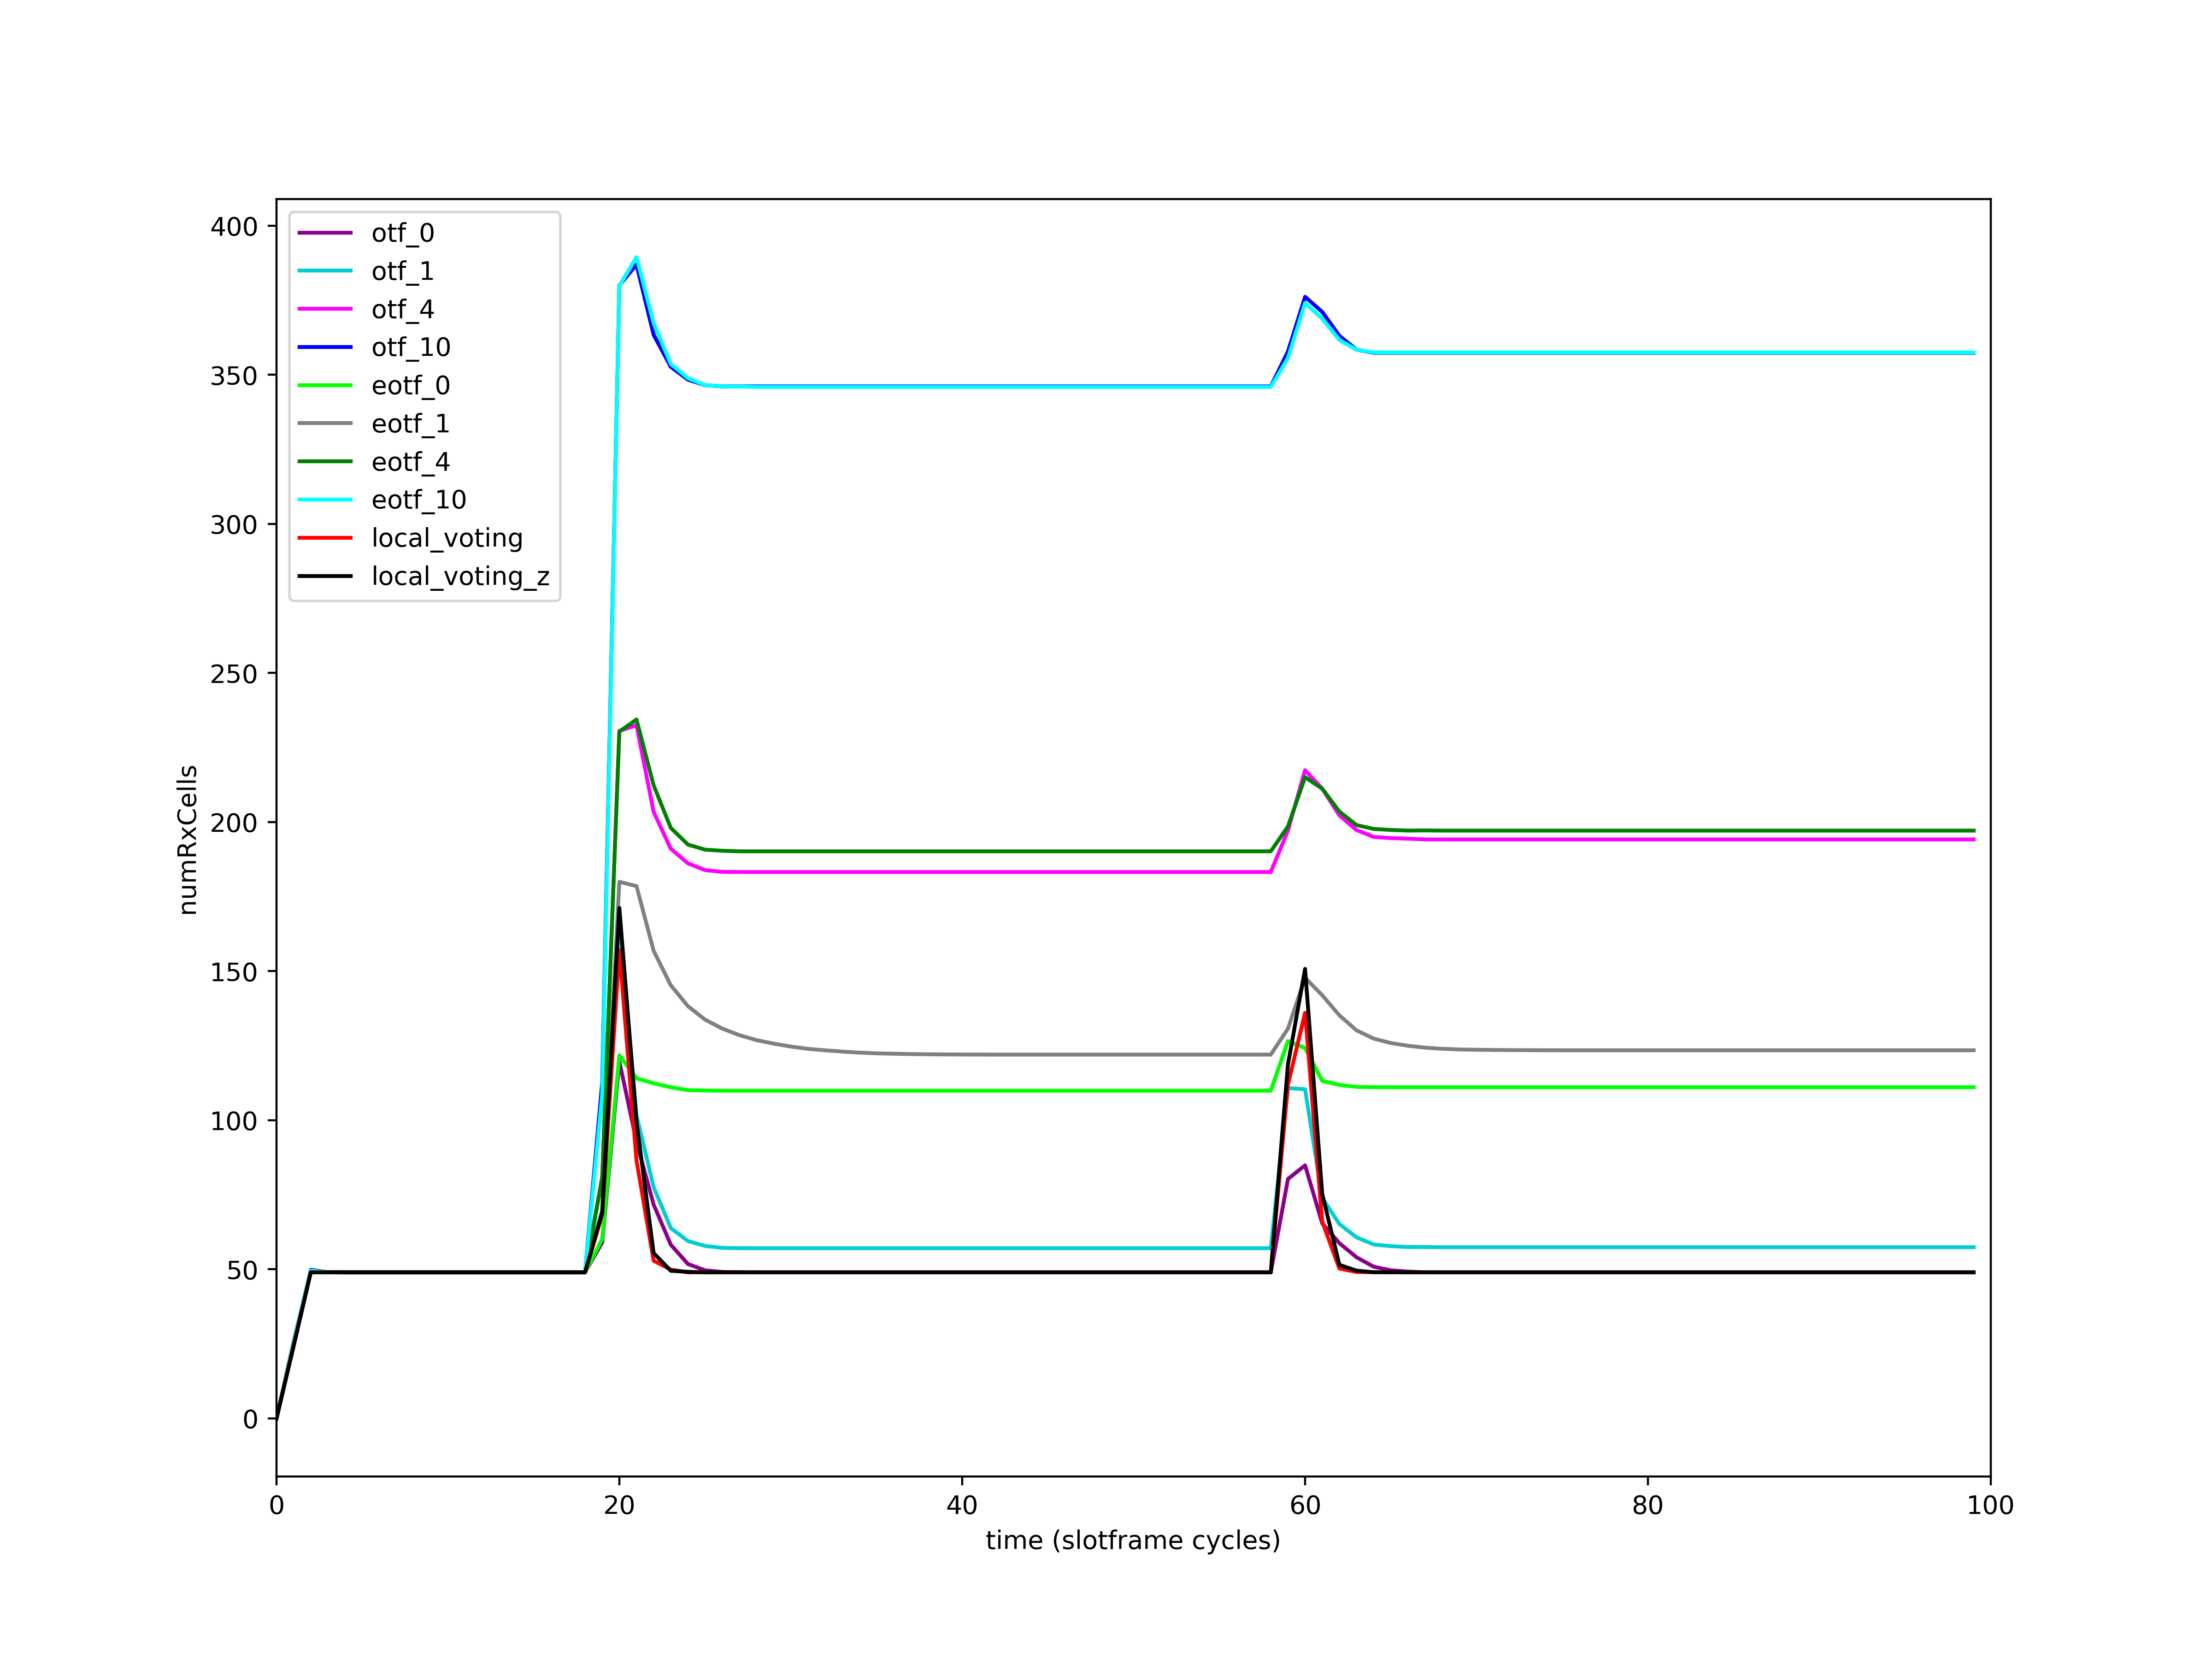 400
350
300
250
200
150
100
50
0
numRxCells
otf_0
otf_1
otf_4
otf_10
eotf_0
eotf_1
eotf_4
eotf_10
local_voting
local_voting_z
0 20 40 60 80 100
time (slotframe cycles)